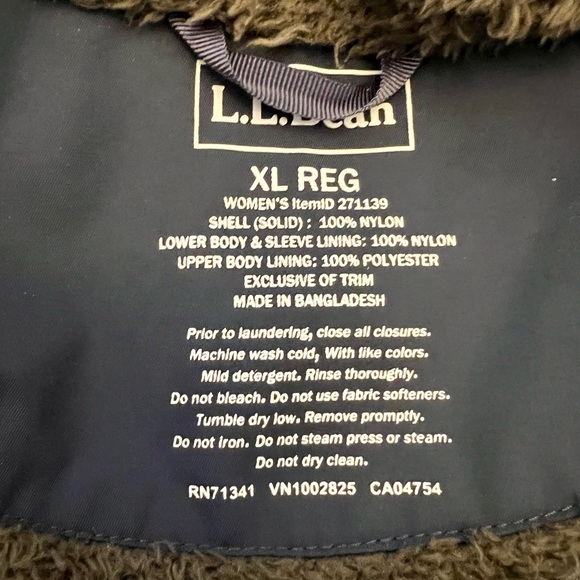 L.L.Bean
XL REG
WOMEN'S ItemID 271139
SHELL (SOLID) : 100% NYLON
LOWER BODY & SLEEVE LINING: 100% NYLON
UPPER BODY LINING: 100% POLYESTER
EXCLUSIVE OF TRIM
MADE IN BANGLADESH
Prior to laundering, close all closures.
Machine wash cold, With like colors.
Mild detergent. Rinse thoroughly.
Do not bleach. Do not use fabric softeners.
Tumble dry low. Remove promptly.
Do not iron. Do not steam press or steam.
Do not dry clean.
RN71341 VN1002825 CA04754